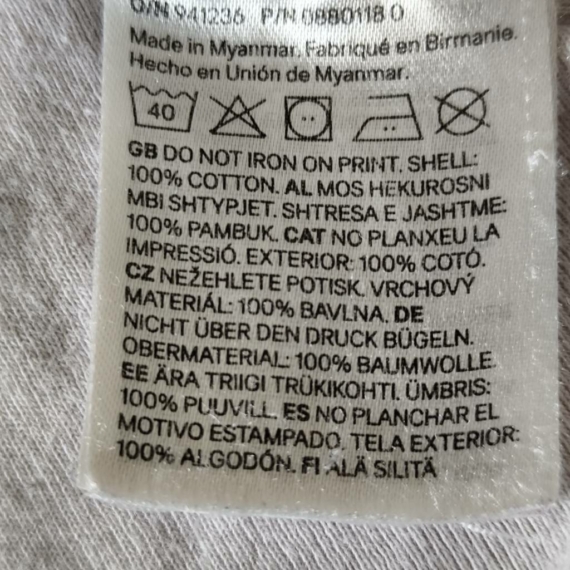 O/N 941236 P/N 0880118 0
Made in Myanmar. Fabriqué en Birmanie.
Hecho en Unión de Myanmar.
40
GB DO NOT IRON ON PRINT. SHELL:
100% COTTON. AL MOS HEKUROSNI
MBI SHTYPJET. SHTRESA E JASHTME:
100% PAMBUK. CAT NO PLANXEU LA
IMPRESSIÓ. EXTERIOR: 100% COTÓ.
CZ NEŽEHLETE POTISK. VRCHOVÝ
MATERIÁL: 100% BAVLNA. DE
NICHT ÜBER DEN DRUCK BÜGELN.
OBERMATERIAL: 100% BAUMWOLLE.
EE ÄRA TRIIGI TRÜKIKOHTI. ÜMBRIS:
100% PUUVILL. ES NO PLANCHAR EL
MOTIVO ESTAMPADO. TELA EXTERIOR:
100% ALGODÓN. FI ÄLÄ SILITÄ